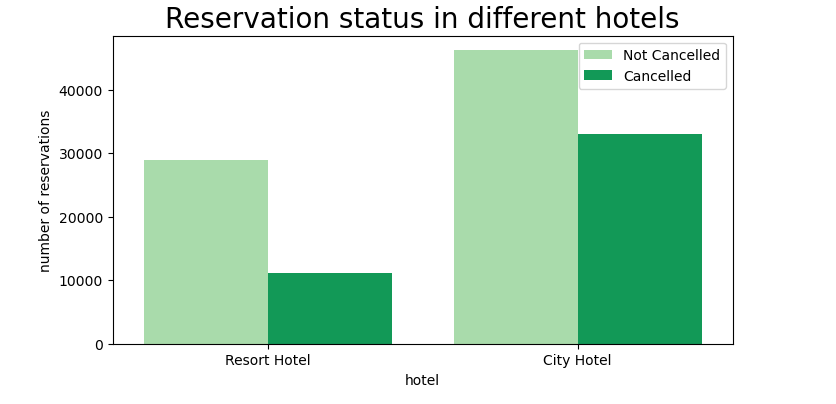 Reservation status in different hotels
Not Cancelled
Cancelled
number of reservations
40000
30000
20000
10000
0
Resort Hotel
City Hotel
hotel